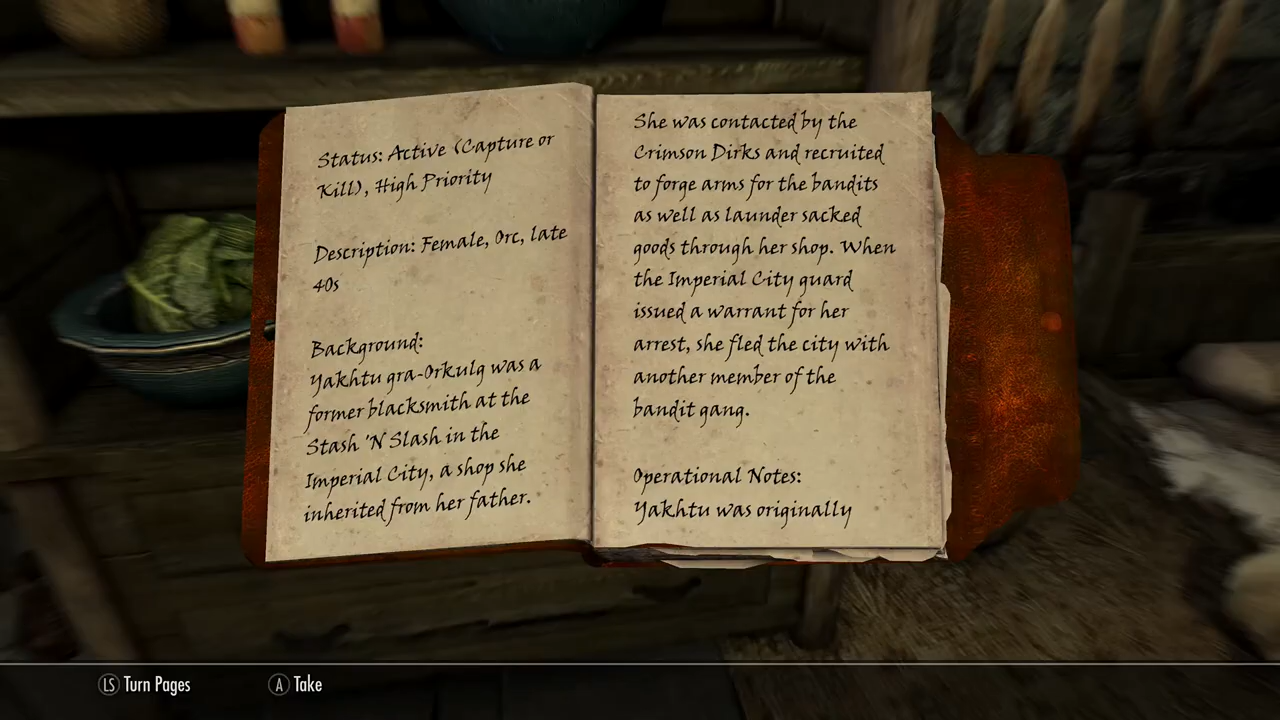 Status: Active (Capture or
Kill), High Priority
Description: Female, Orc, late
40s
Background:
Yakhtu gra-Orkulg was a
former blacksmith at the
Stash 'N Slash in the
Imperial City, a shop she
inherited from her father.
She was contacted by the
Crimson Dirks and recruited
to forge arms for the bandits
as well as launder sacked
goods through her shop. When
the Imperial City guard
issued a warrant for her
arrest, she fled the city with
another member of the
bandit gang.
Operational Notes:
Yakhtu was originally
LS Turn Pages
A Take